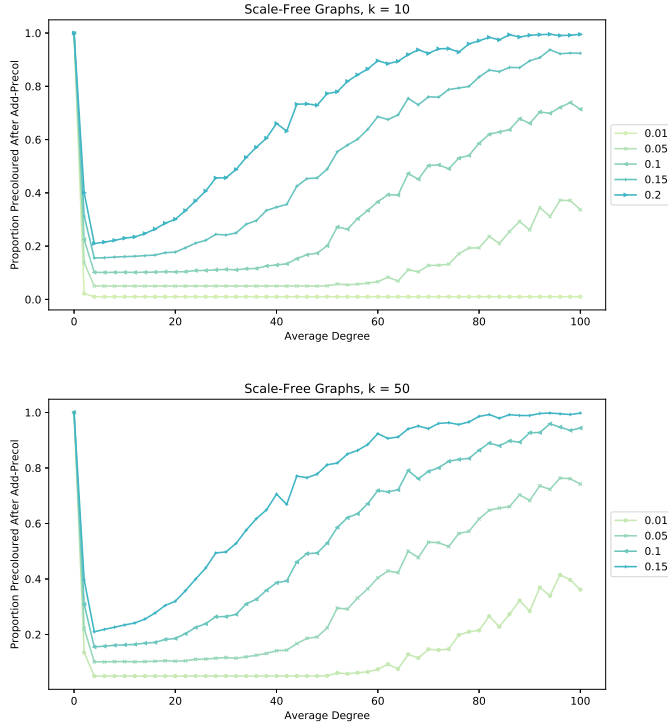 Scale-Free Graphs, k = 10
Proportion Precoloured After Add-Precol
1.0
0.8
0.6
0.4
0.2
0.0
0 20 40 60 80 100
Average Degree
0.01
0.05
0.1
0.15
0.2
Scale-Free Graphs, k = 50
Proportion Precoloured After Add-Precol
1.0
0.8
0.6
0.4
0.2
0 20 40 60 80 100
Average Degree
0.01
0.05
0.1
0.15